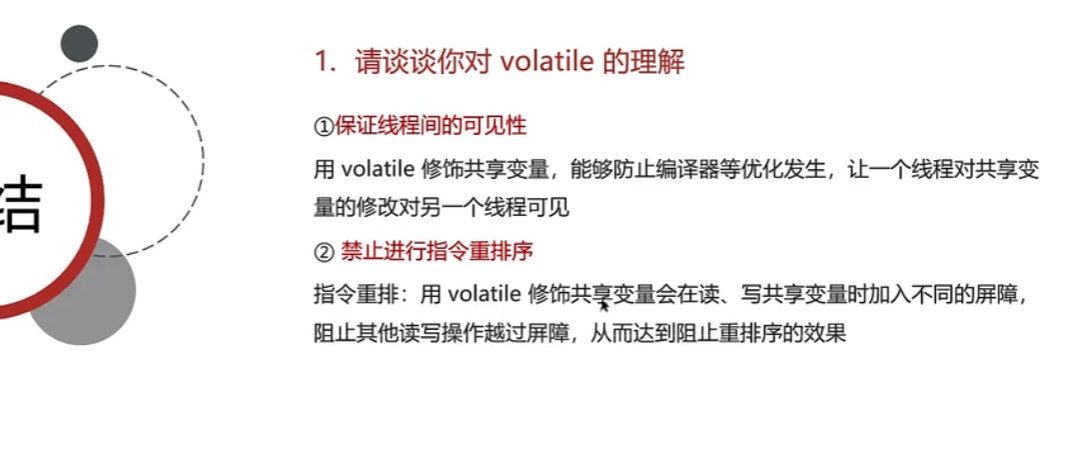 结
1. 请谈谈你对 volatile 的理解
①保证线程间的可见性
用 volatile 修饰共享变量，能够防止编译器等优化发生，让一个线程对共享变
量的修改对另一个线程可见
② 禁止进行指令重排序
指令重排：用 volatile 修饰共享变量会在读、写共享变量时加入不同的屏障，
阻止其他读写操作越过屏障，从而达到阻止重排序的效果